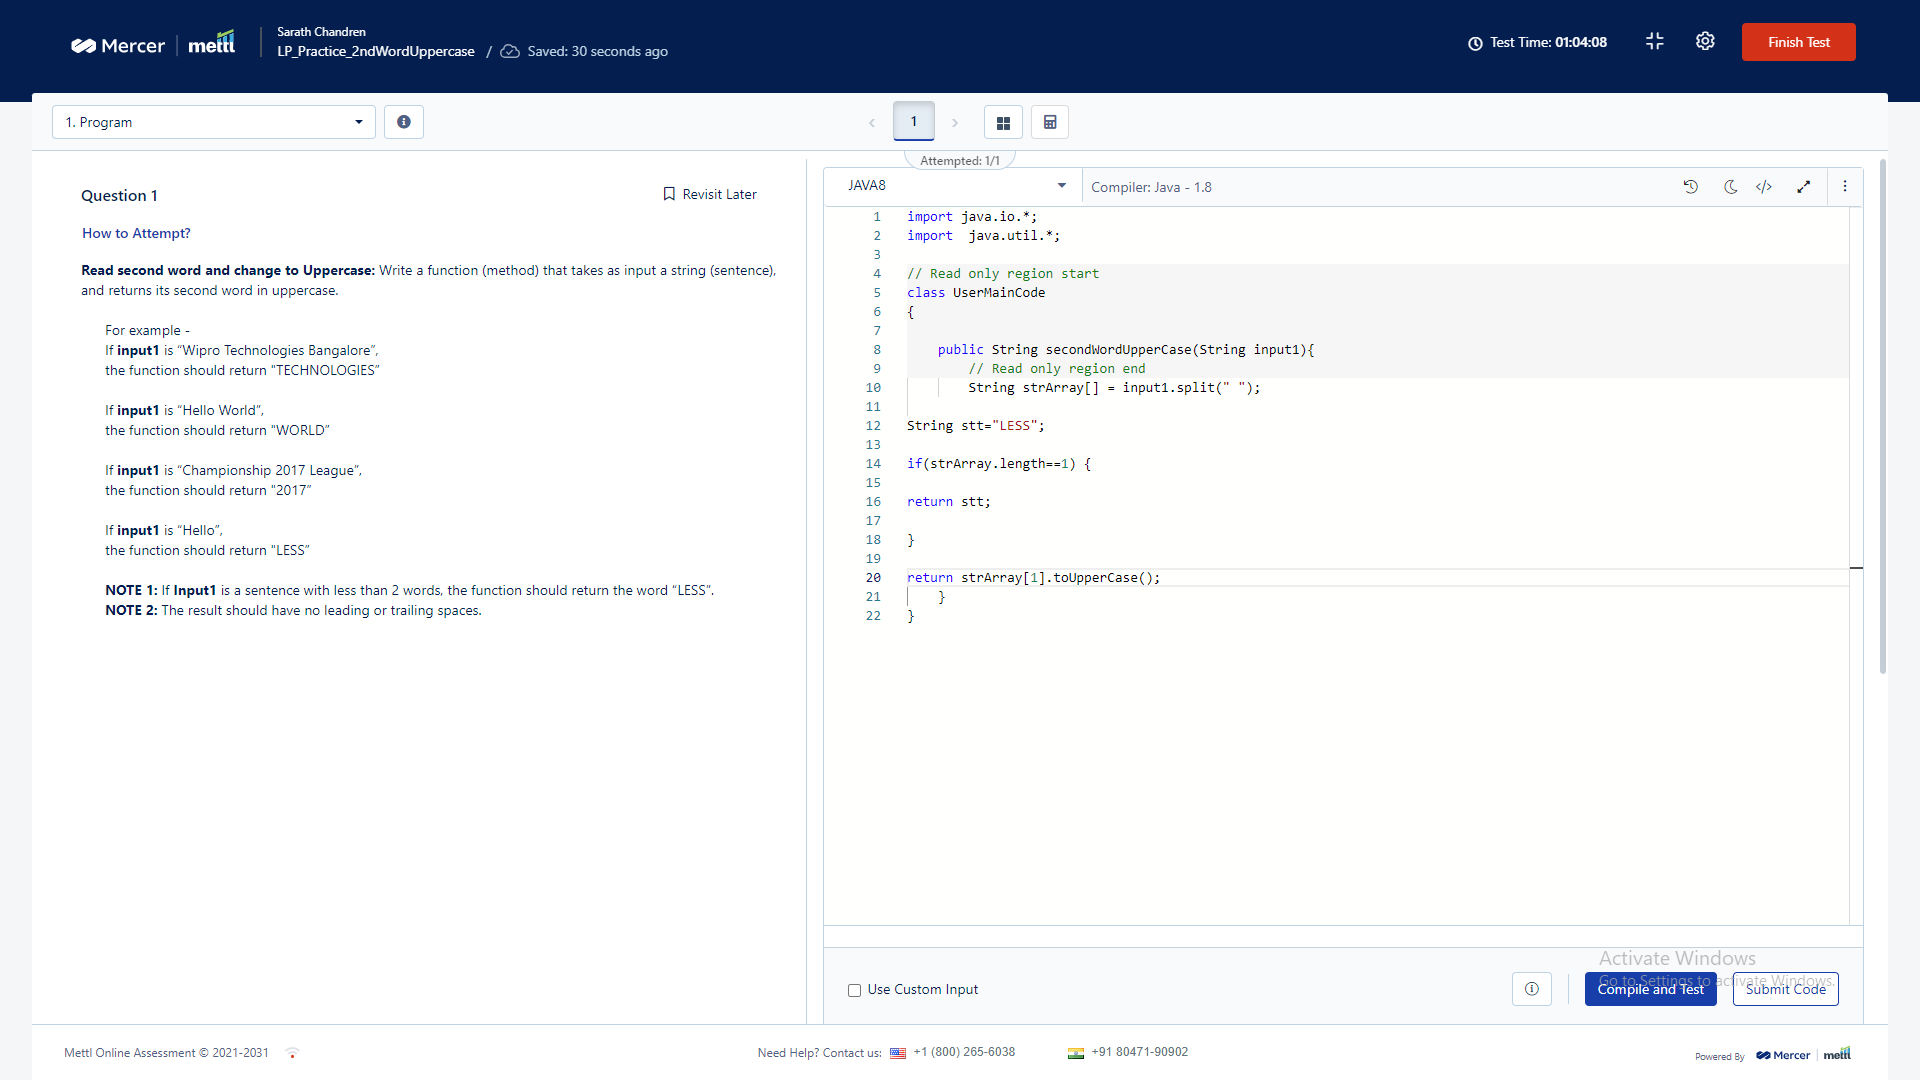 Mercer mettl
Sarath Chandren
LP_Practice_2ndWordUppercase / Saved: 30 seconds ago
Test Time: 01:04:08
Finish Test
1. Program
1
Attempted: 1/1
Question 1
Revisit Later
How to Attempt?
Read second word and change to Uppercase: Write a function (method) that takes as input a string (sentence),
and returns its second word in uppercase.
For example -
If input1 is “Wipro Technologies Bangalore”,
the function should return “TECHNOLOGIES”
If input1 is “Hello World”,
the function should return “WORLD”
If input1 is “Championship 2017 League”,
the function should return “2017”
If input1 is “Hello”,
the function should return “LESS”
NOTE 1: If Input1 is a sentence with less than 2 words, the function should return the word “LESS”.
NOTE 2: The result should have no leading or trailing spaces.
JAVA8
Compiler: Java - 1.8
1 import java.io.*;
2 import  java.util.*;
3
4 // Read only region start
5 class UserMainCode
6 {
7
8     public String secondWordUpperCase(String input1){
9         // Read only region end
10         String strArray[] = input1.split(" ");
11
12 String stt="LESS";
13
14 if(strArray.length==1) {
15
16 return stt;
17
18 }
19
20 return strArray[1].toUpperCase();
21     }
22 }
Use Custom Input
Compile and Test
Submit Code
Activate Windows
Go to Settings to activate Windows.
Mettl Online Assessment © 2021-2031
Need Help? Contact us: +1 (800) 265-6038
+91 80471-90902
Powered By Mercer mettl